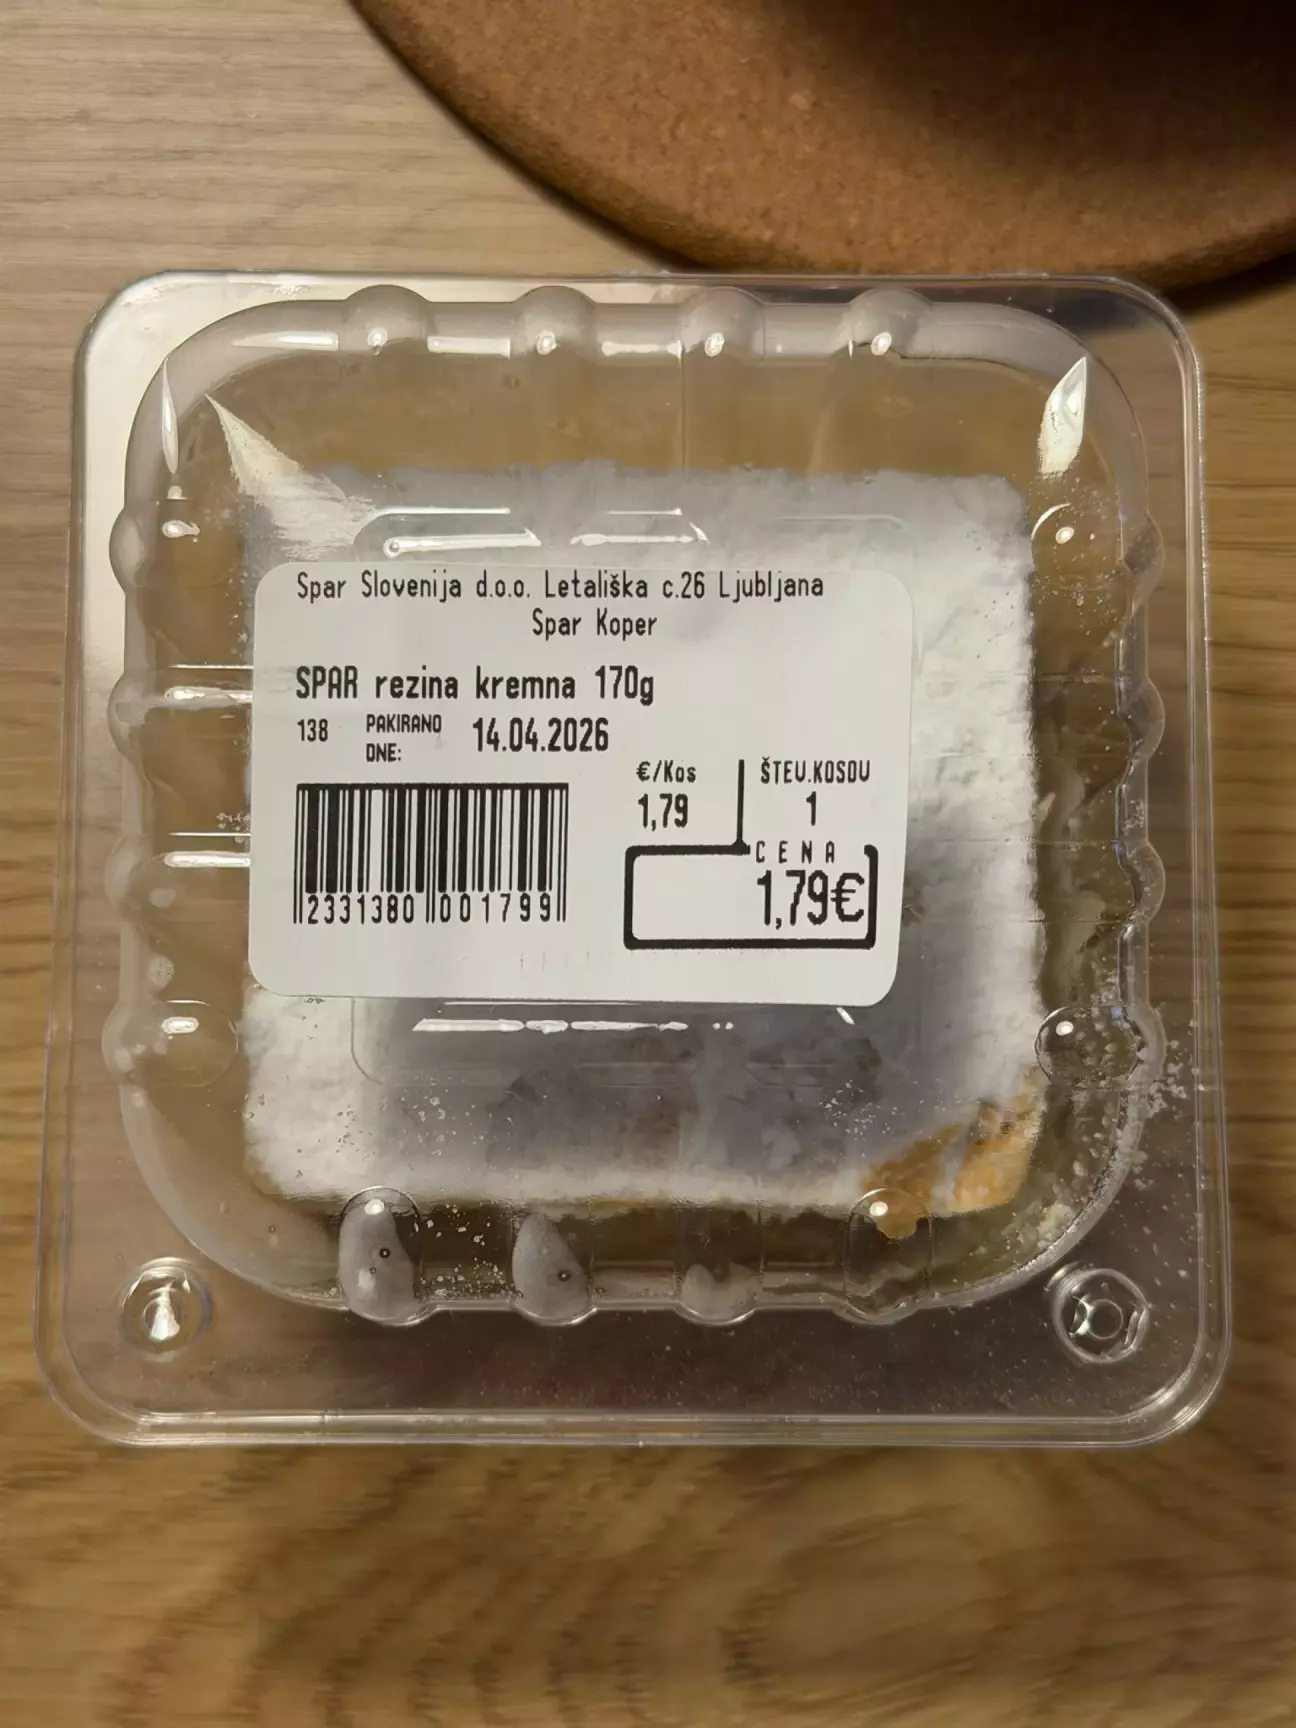 Spar Slovenija d.o.o. Letališka c.26 Ljubljana
Spar Koper
SPAR rezina kremna 170g
138 PAKIRANO DNE: 14.04.2026
€/Kos ŠTEV.KOSOV
1,79 1
CENA
1,79€
2331380 001799